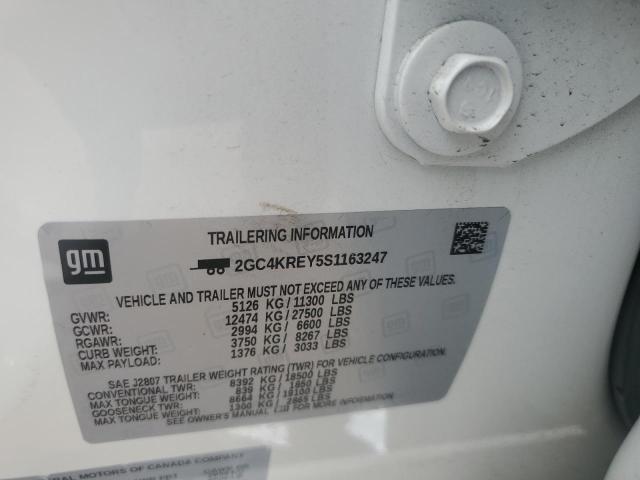 gm
TRAILERING INFORMATION
2GC4KREY5S1163247
VEHICLE AND TRAILER MUST NOT EXCEED ANY OF THESE VALUES.
GVWR: 5126 KG / 11300 LBS
GCWR: 12474 KG / 27500 LBS
RGAWR: 2994 KG / 6600 LBS
CURB WEIGHT: 3750 KG / 8267 LBS
MAX PAYLOAD: 1376 KG / 3033 LBS
SAE J2807 TRAILER WEIGHT RATING (TWR) FOR VEHICLE CONFIGURATION.
CONVENTIONAL TWR: 8392 KG / 18500 LBS
MAX TONGUE WEIGHT: 839 KG / 1850 LBS
GOOSENECK TWR: 8664 KG / 19100 LBS
MAX TONGUE WEIGHT: 1300 KG / 2865 LBS
SEE OWNER'S MANUAL FOR MORE INFORMATION
MOTORS OF CANADA COMPANY